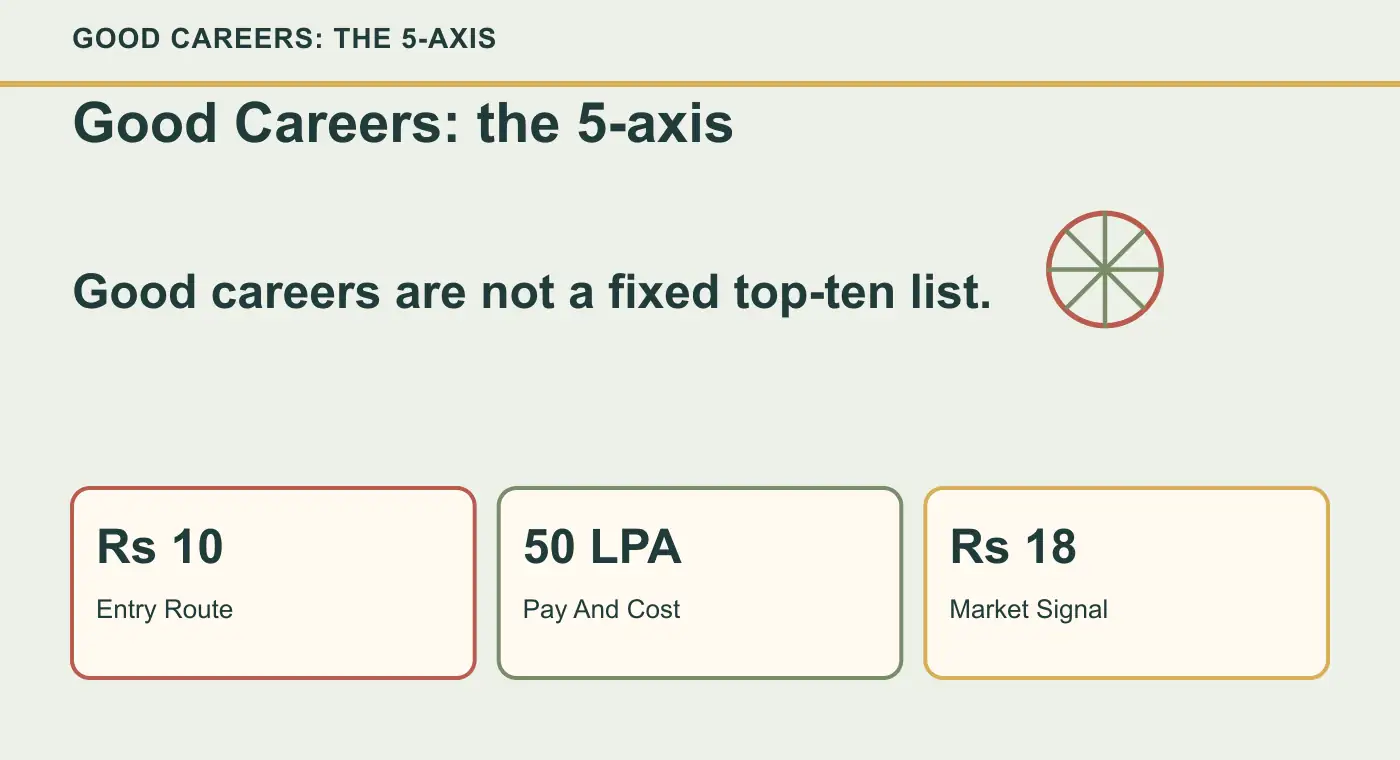 GOOD CAREERS: THE 5-AXIS
Good Careers: the 5-axis
Good careers are not a fixed top-ten list.
Rs 10
Entry Route
50 LPA
Pay And Cost
Rs 18
Market Signal